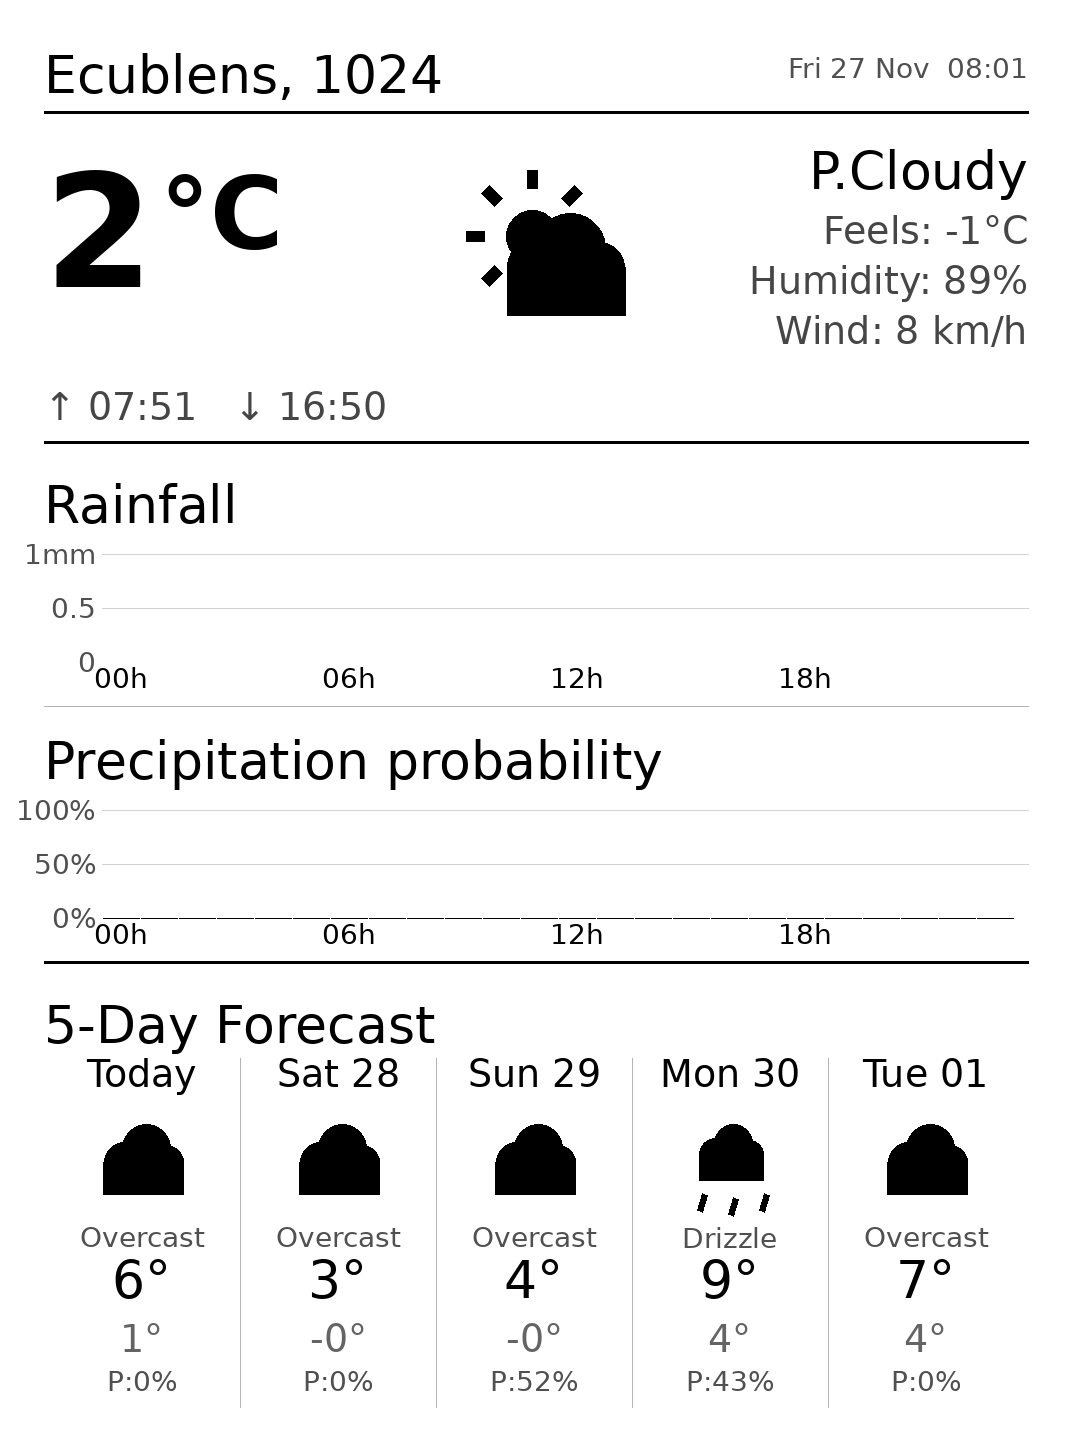 Ecublens, 1024
Fri 27 Nov  08:01
2°C
P.Cloudy
Feels: -1°C
Humidity: 89%
Wind: 8 km/h
↑ 07:51   ↓ 16:50
Rainfall
1mm
0.5
0
00h 06h 12h 18h
Precipitation probability
100%
50%
0%
00h 06h 12h 18h
5-Day Forecast
Today Sat 28 Sun 29 Mon 30 Tue 01
Overcast Overcast Overcast Drizzle Overcast
6° 3° 4° 9° 7°
1° -0° -0° 4° 4°
P:0% P:0% P:52% P:43% P:0%